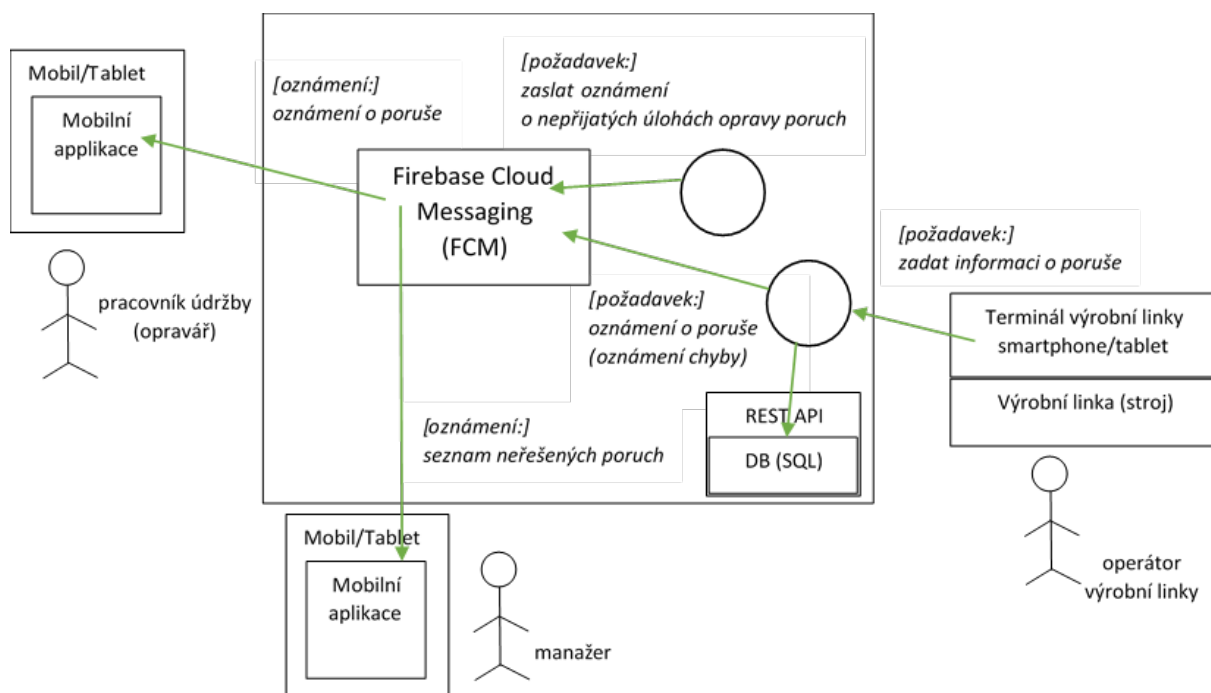 Mobil/Tablet
Mobilní
applikace
pracovník údržby
(opravář)
[oznámení:]
oznámení o poruše
[požadavek:]
zaslat oznámení
o nepřijatých úlohách opravy poruch
Firebase Cloud
Messaging
(FCM)
[požadavek:]
zadat informaci o poruše
[požadavek:]
oznámení o poruše
(oznámení chyby)
Terminál výrobní linky
smartphone/tablet
Výrobní linka (stroj)
REST API
DB (SQL)
[oznámení:]
seznam neřešených poruch
Mobil/Tablet
Mobilní
aplikace
manažer
operátor
výrobní linky